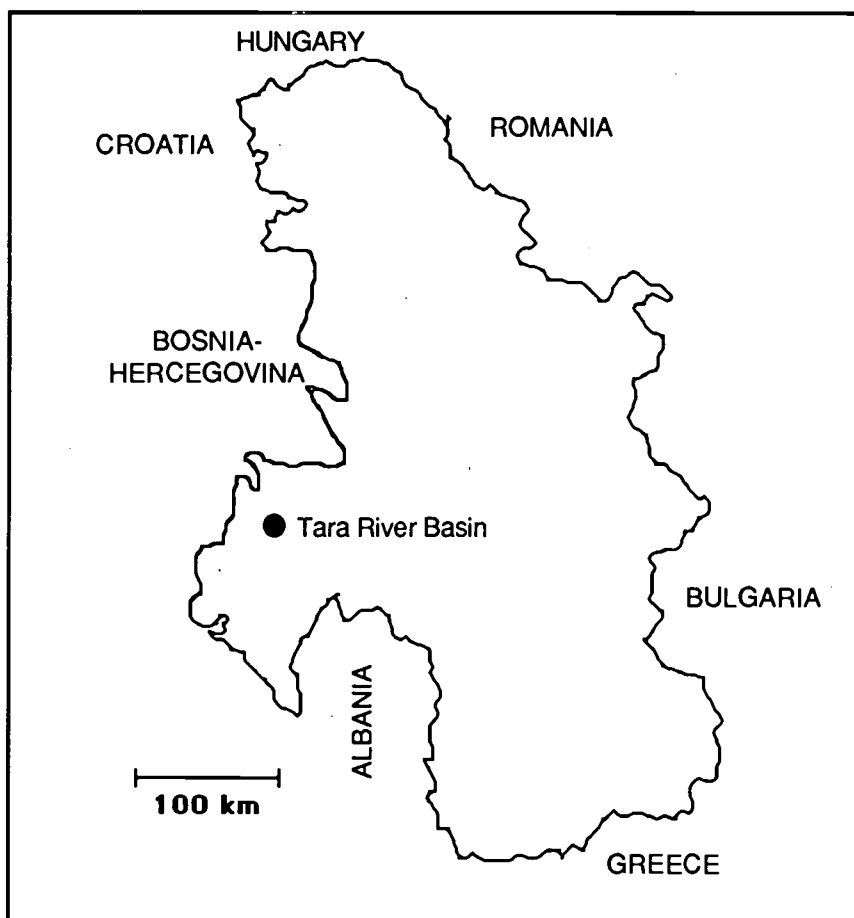 HUNGARY
ROMANIA
CROATIA
BOSNIA-
HERCEGOVINA
Tara River Basin
BULGARIA
ALBANIA
100 km
GREECE